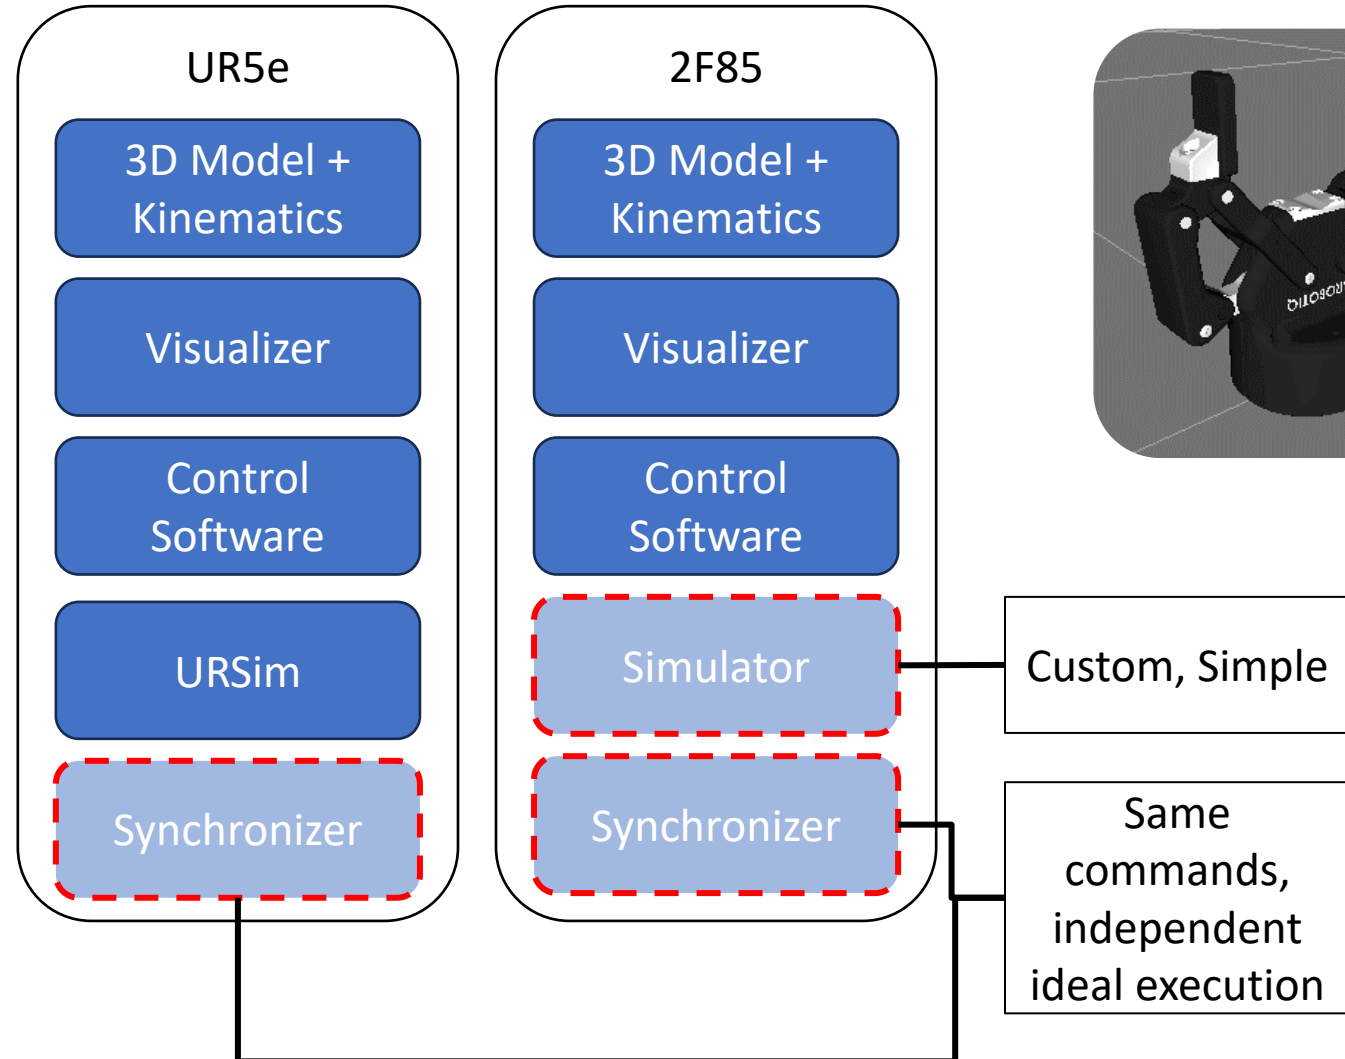 UR5e
3D Model +
Kinematics
Visualizer
Control
Software
URSim
Synchronizer
2F85
3D Model +
Kinematics
Visualizer
Control
Software
Simulator
Synchronizer
Custom, Simple
Same
commands,
independent
ideal execution